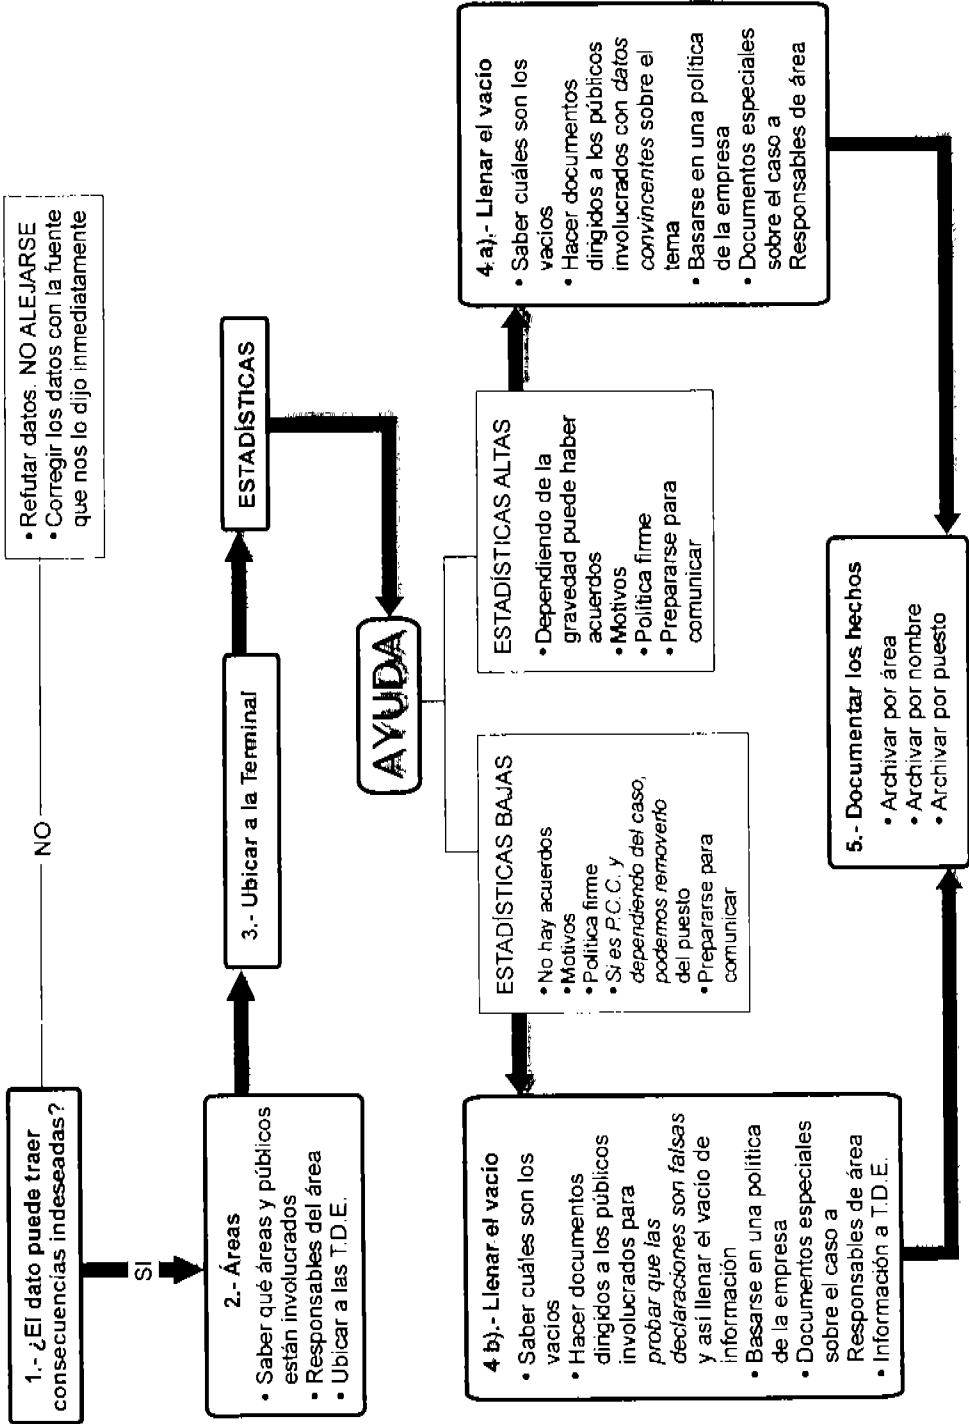 1.- ¿El dato puede traer
consecuencias indeseadas?
NO
• Refutar datos. NO ALEJARSE
• Corregir los datos con la fuente
que nos lo dijo inmediatamente
SI
2.- Áreas
• Saber qué áreas y públicos
están involucrados
• Responsables del área
• Ubicar a las T.D.E.
3.- Ubicar a la Terminal
ESTADÍSTICAS
AYUDA
ESTADÍSTICAS BAJAS
• No hay acuerdos
• Motivos
• Política firme
• Si es P.C.C. y
dependiendo del caso,
podemos removerlo
del puesto
• Prepararse para
comunicar
ESTADÍSTICAS ALTAS
• Dependiendo de la
gravedad puede haber
acuerdos
• Motivos
• Política firme
• Prepararse para
comunicar
4 b).- Llenar el vacío
• Saber cuáles son los
vacíos
• Hacer documentos
dirigidos a los públicos
involucrados para
probar que las
declaraciones son falsas
y así llenar el vacío de
información
• Basarse en una política
de la empresa
• Documentos especiales
sobre el caso a
Responsables de área
• Información a T.D.E.
4 a).- Llenar el vacío
• Saber cuáles son los
vacíos
• Hacer documentos
dirigidos a los públicos
involucrados con datos
convincentes sobre el
tema
• Basarse en una política
de la empresa
• Documentos especiales
sobre el caso a
Responsables de área
5.- Documentar los hechos
• Archivar por área
• Archivar por nombre
• Archivar por puesto